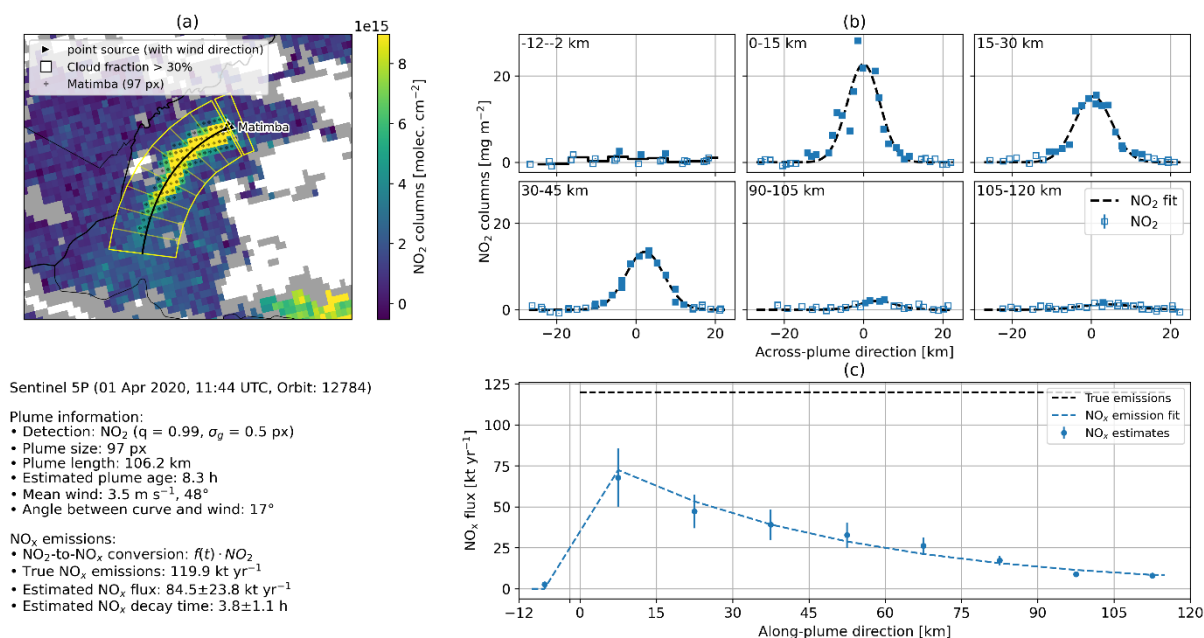 (a)
1e15
point source (with wind direction)
Cloud fraction > 30%
Matimba (97 px)
Matimba
8
6
4
2
0
NO₂ columns [molec. cm⁻²]
(b)
-12--2 km
0-15 km
15-30 km
30-45 km
90-105 km
105-120 km
NO₂ fit
NO₂
20
0
20
0
NO₂ columns [mg m⁻²]
−20 0 20 −20 0 20 −20 0 20
Across-plume direction [km]
Sentinel 5P (01 Apr 2020, 11:44 UTC, Orbit: 12784)
Plume information:
• Detection: NO₂ (q = 0.99, σg = 0.5 px)
• Plume size: 97 px
• Plume length: 106.2 km
• Estimated plume age: 8.3 h
• Mean wind: 3.5 m s⁻¹, 48°
• Angle between curve and wind: 17°
NOₓ emissions:
• NO₂-to-NOₓ conversion: f(t) · NO₂
• True NOₓ emissions: 119.9 kt yr⁻¹
• Estimated NOₓ flux: 84.5±23.8 kt yr⁻¹
• Estimated NOₓ decay time: 3.8±1.1 h
(c)
True emissions
NOₓ emission fit
NOₓ estimates
125
100
75
50
25
0
NOₓ flux [kt yr⁻¹]
−12 0 15 30 45 60 75 90 105 115
Along-plume direction [km]